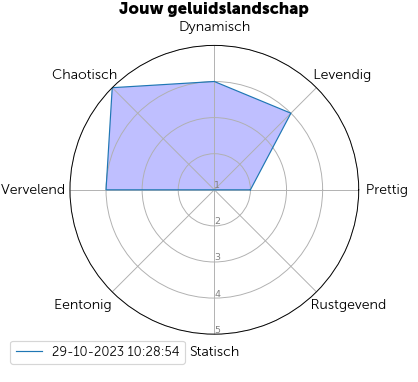 Jouw geluidslandschap
Dynamisch
Chaotisch
Levendig
Vervelend
1
Prettig
2
3
Eentonig
4
Rustgevend
5
29-10-2023 10:28:54
Statisch